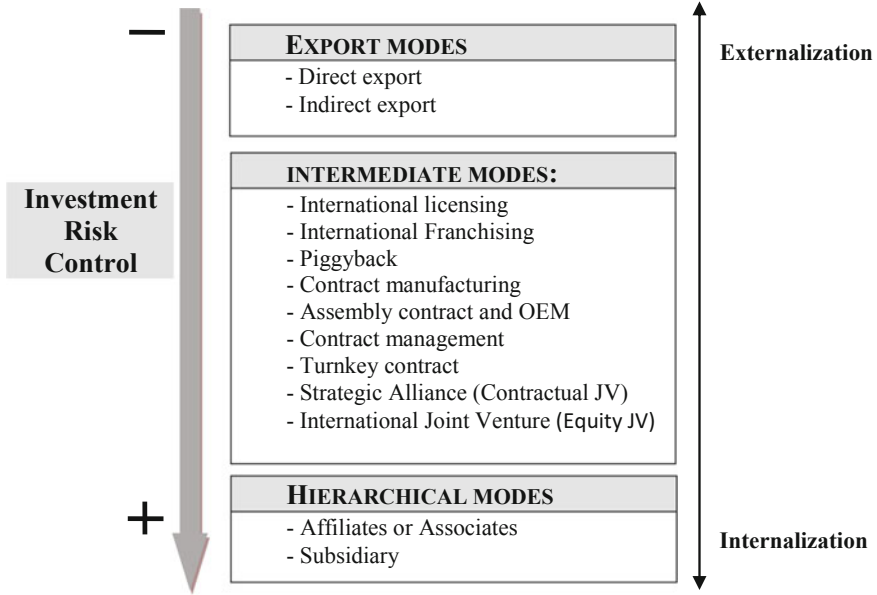 −
EXPORT MODES
- Direct export
- Indirect export
Externalization
INTERMEDIATE MODES:
- International licensing
- International Franchising
- Piggyback
- Contract manufacturing
- Assembly contract and OEM
- Contract management
- Turnkey contract
- Strategic Alliance (Contractual JV)
- International Joint Venture (Equity JV)
Investment
Risk
Control
+
HIERARCHICAL MODES
- Affiliates or Associates
- Subsidiary
Internalization